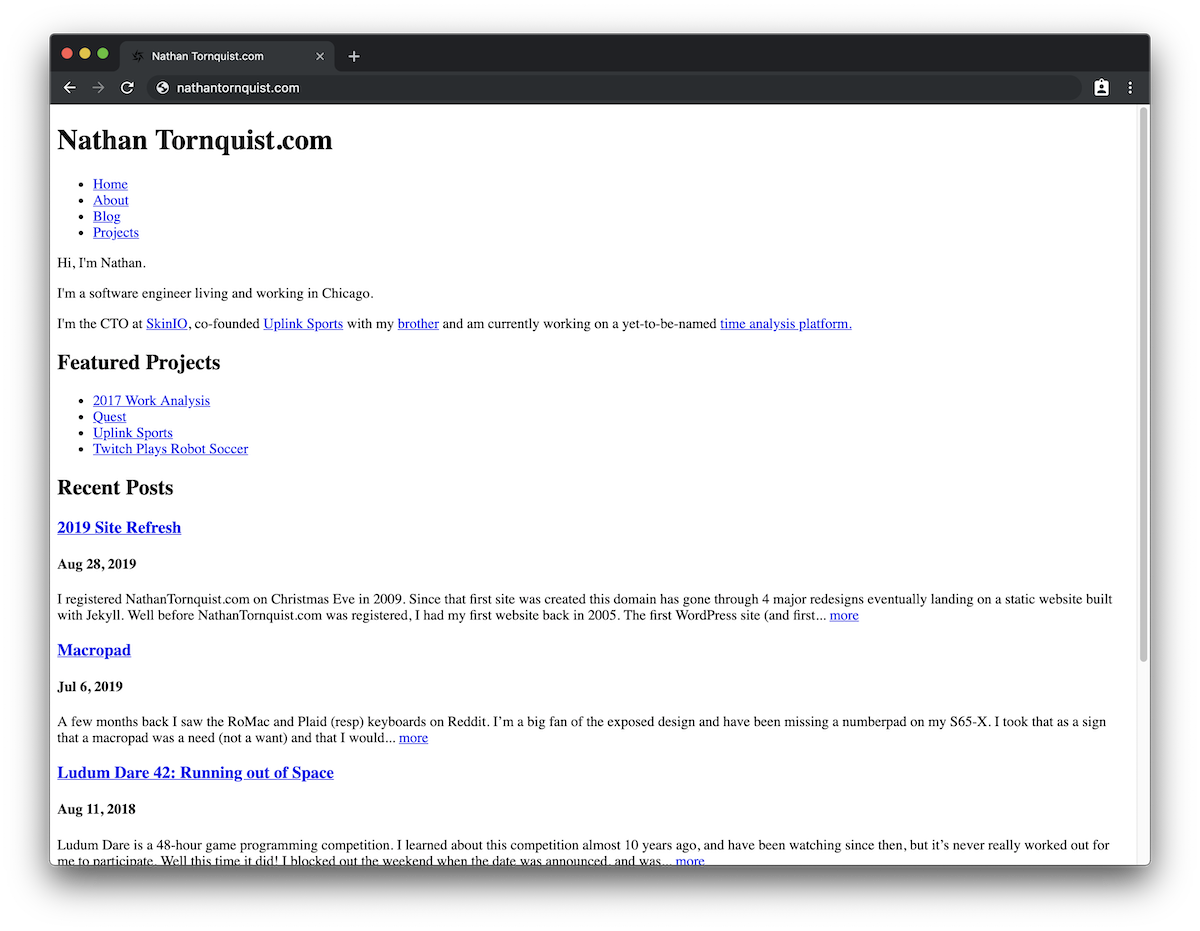 Nathan Tornquist.com
nathantornquist.com
Nathan Tornquist.com
Home
About
Blog
Projects
Hi, I'm Nathan.
I'm a software engineer living and working in Chicago.
I'm the CTO at SkinIO, co-founded Uplink Sports with my brother and am currently working on a yet-to-be-named time analysis platform.
Featured Projects
2017 Work Analysis
Quest
Uplink Sports
Twitch Plays Robot Soccer
Recent Posts
2019 Site Refresh
Aug 28, 2019
I registered NathanTornquist.com on Christmas Eve in 2009. Since that first site was created this domain has gone through 4 major redesigns eventually landing on a static website built
with Jekyll. Well before NathanTornquist.com was registered, I had my first website back in 2005. The first WordPress site (and first... more
Macropad
Jul 6, 2019
A few months back I saw the RoMac and Plaid (resp) keyboards on Reddit. I’m a big fan of the exposed design and have been missing a numberpad on my S65-X. I took that as a sign
that a macropad was a need (not a want) and that I would... more
Ludum Dare 42: Running out of Space
Aug 11, 2018
Ludum Dare is a 48-hour game programming competition. I learned about this competition almost 10 years ago, and have been watching since then, but it’s never really worked out for
me to participate. Well this time it did! I blocked out the weekend when the date was announced, and was... more